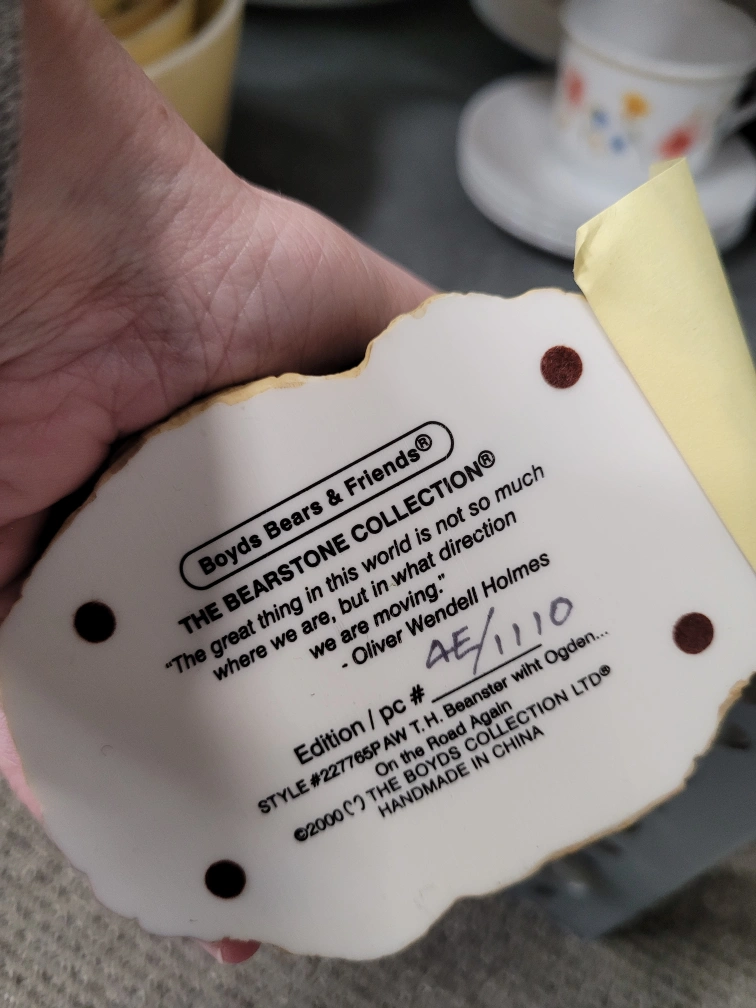 Boyds Bears & Friends®
THE BEARSTONE COLLECTION®
"The great thing in this world is not so much
where we are, but in what direction
we are moving."
- Oliver Wendell Holmes
Edition / pc # 4E/1110
STYLE #227765PAW T.H. Beanster wiht Ogden...
On the Road Again
©2000 THE BOYDS COLLECTION LTD®
HANDMADE IN CHINA